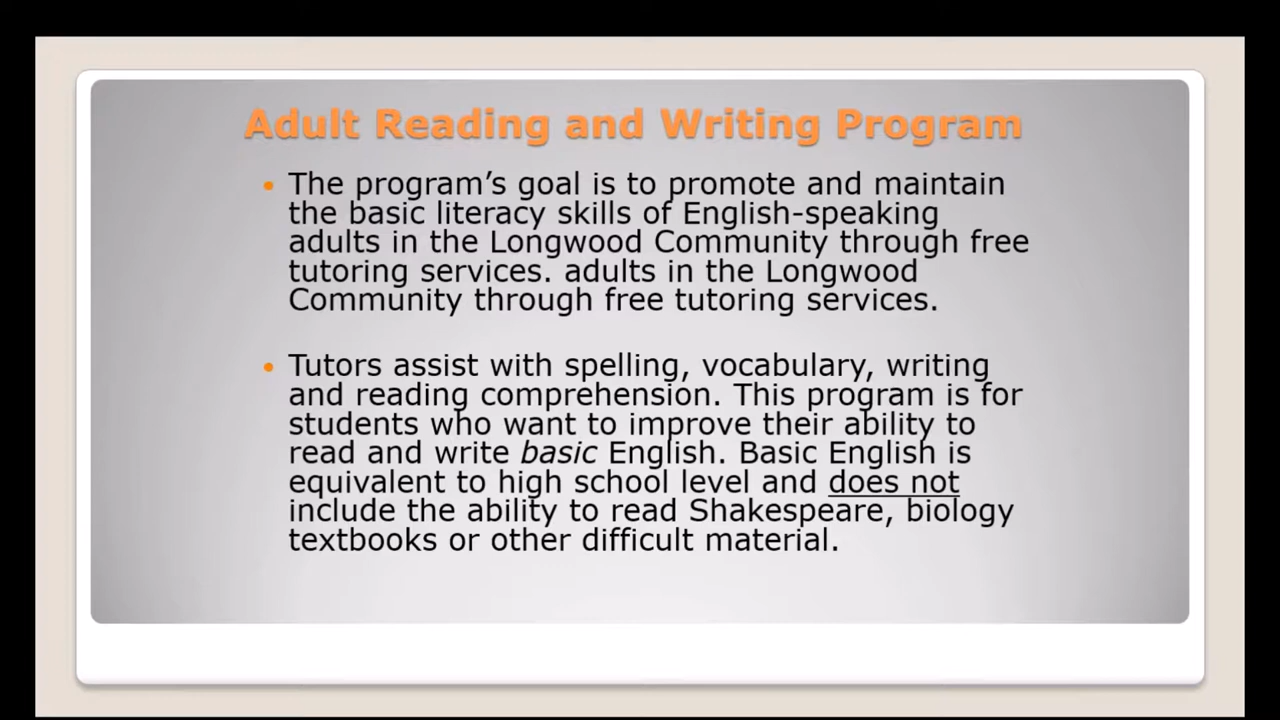 Adult Reading and Writing Program
• The program’s goal is to promote and maintain
the basic literacy skills of English-speaking
adults in the Longwood Community through free
tutoring services. adults in the Longwood
Community through free tutoring services.
• Tutors assist with spelling, vocabulary, writing
and reading comprehension. This program is for
students who want to improve their ability to
read and write basic English. Basic English is
equivalent to high school level and does not
include the ability to read Shakespeare, biology
textbooks or other difficult material.